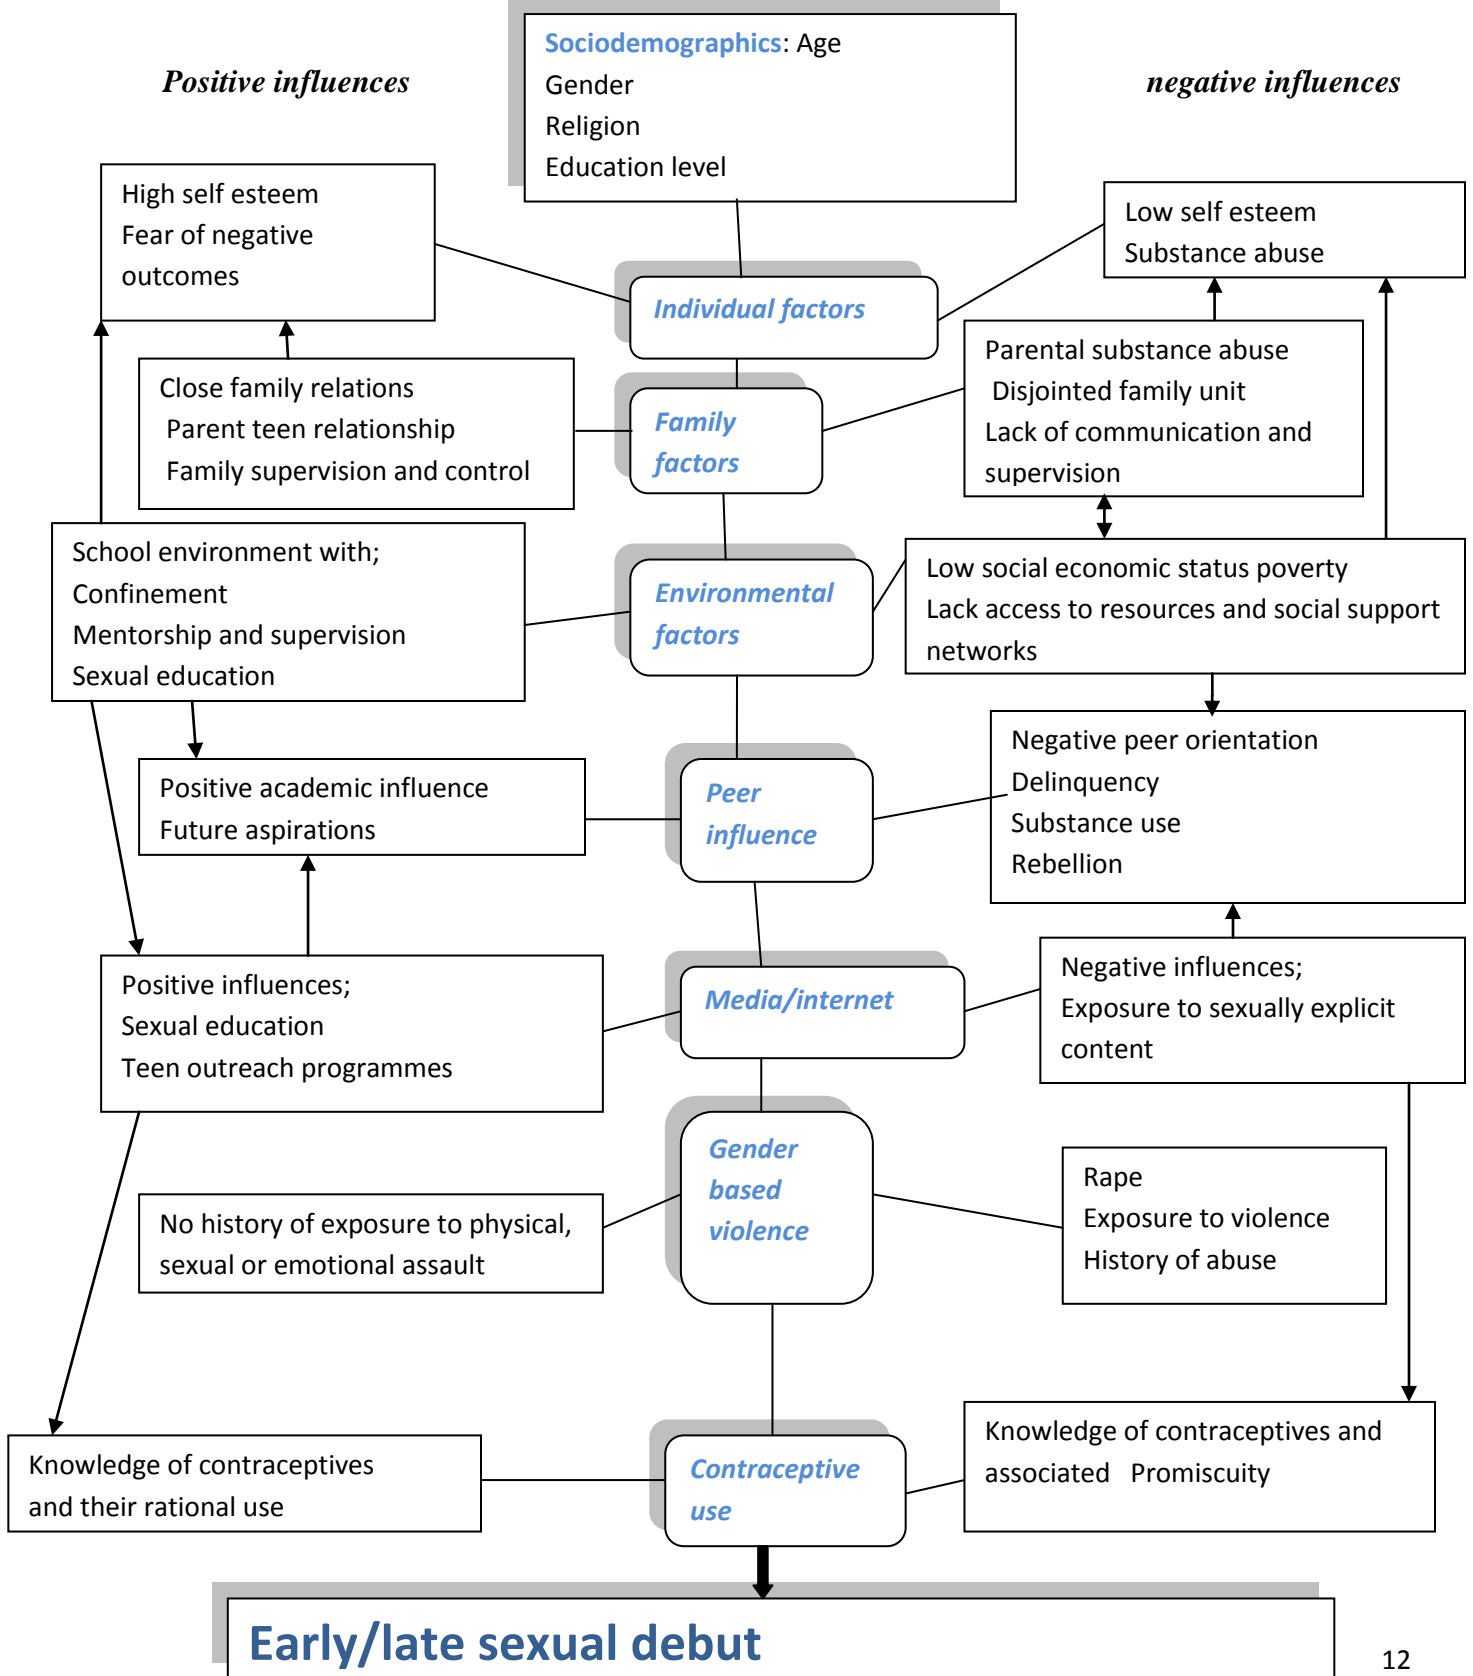 Sociodemographics: Age
Gender
Religion
Education level
Positive influences
negative influences
High self esteem
Fear of negative
outcomes
Individual factors
Low self esteem
Substance abuse
Close family relations
Parent teen relationship
Family supervision and control
Family
factors
Parental substance abuse
Disjointed family unit
Lack of communication and
supervision
School environment with;
Confinement
Mentorship and supervision
Sexual education
Environmental
factors
Low social economic status poverty
Lack access to resources and social support
networks
Positive academic influence
Future aspirations
Peer
influence
Negative peer orientation
Delinquency
Substance use
Rebellion
Positive influences;
Sexual education
Teen outreach programmes
Media/internet
Negative influences;
Exposure to sexually explicit
content
No history of exposure to physical,
sexual or emotional assault
Gender
based
violence
Rape
Exposure to violence
History of abuse
Knowledge of contraceptives
and their rational use
Contraceptive
use
Knowledge of contraceptives and
associated Promiscuity
Early/late sexual debut
12